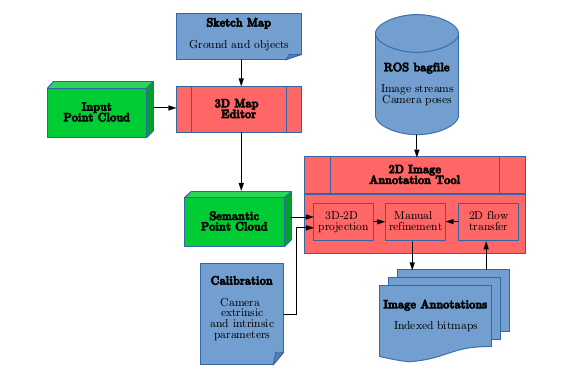 Sketch Map
Ground and objects
ROS bagfile
Image streams
Camera poses
Input
Point Cloud
3D Map
Editor
2D Image
Annotation Tool
Semantic
Point Cloud
3D-2D
projection
Manual
refinement
2D flow
transfer
Calibration
Camera
extrinsic
and intrinsic
parameters
Image Annotations
Indexed bitmaps